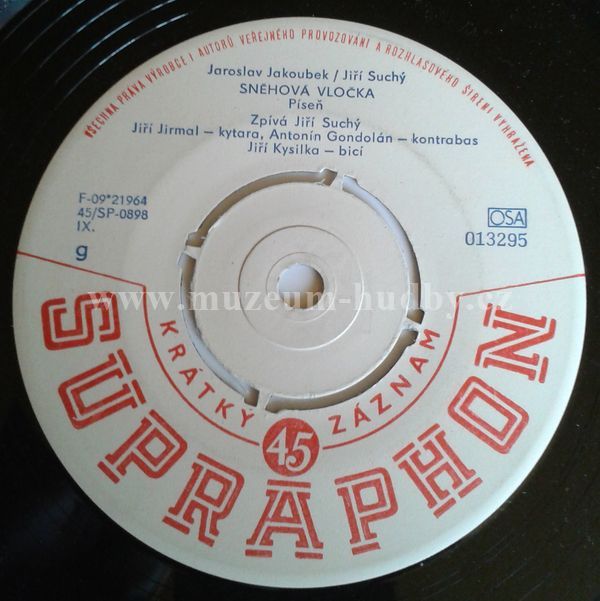 VŠECHNA PRÁVA VÝROBCE I AUTORŮ VEŘEJNÉHO PROVOZOVÁNÍ A ROZHLASOVÉHO ŠÍŘENÍ VYHRAŽENA
Jaroslav Jakoubek / Jiří Suchý
SNĚHOVÁ VLOČKA
Píseň
Zpívá Jiří Suchý
Jiří Jirmal – kytara, Antonín Gondolán – kontrabas
Jiří Kysilka – bicí
F-09*21964
45/SP-0898
IX.
g
OSA
013295
www.muzeum-hudby.cz
KRÁTKÝ 45 ZÁZNAM
SUPRAPHON